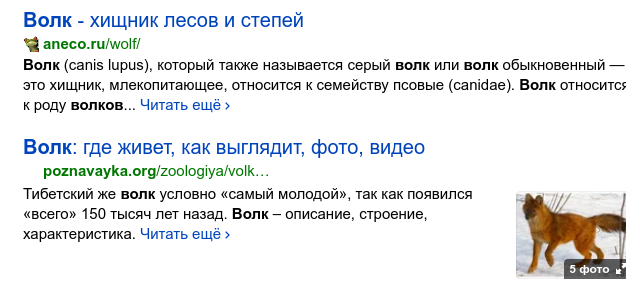 Волк - хищник лесов и степей
aneco.ru/wolf/
Волк (canis lupus), который также называется серый волк или волк обыкновенный —
это хищник, млекопитающее, относится к семейству псовые (canidae). Волк относится
к роду волков... Читать ещё ›
Волк: где живет, как выглядит, фото, видео
poznavayka.org/zoologiya/volk…
Тибетский же волк условно «самый молодой», так как появился
«всего» 150 тысяч лет назад. Волк – описание, строение,
характеристика. Читать ещё ›
5 фото